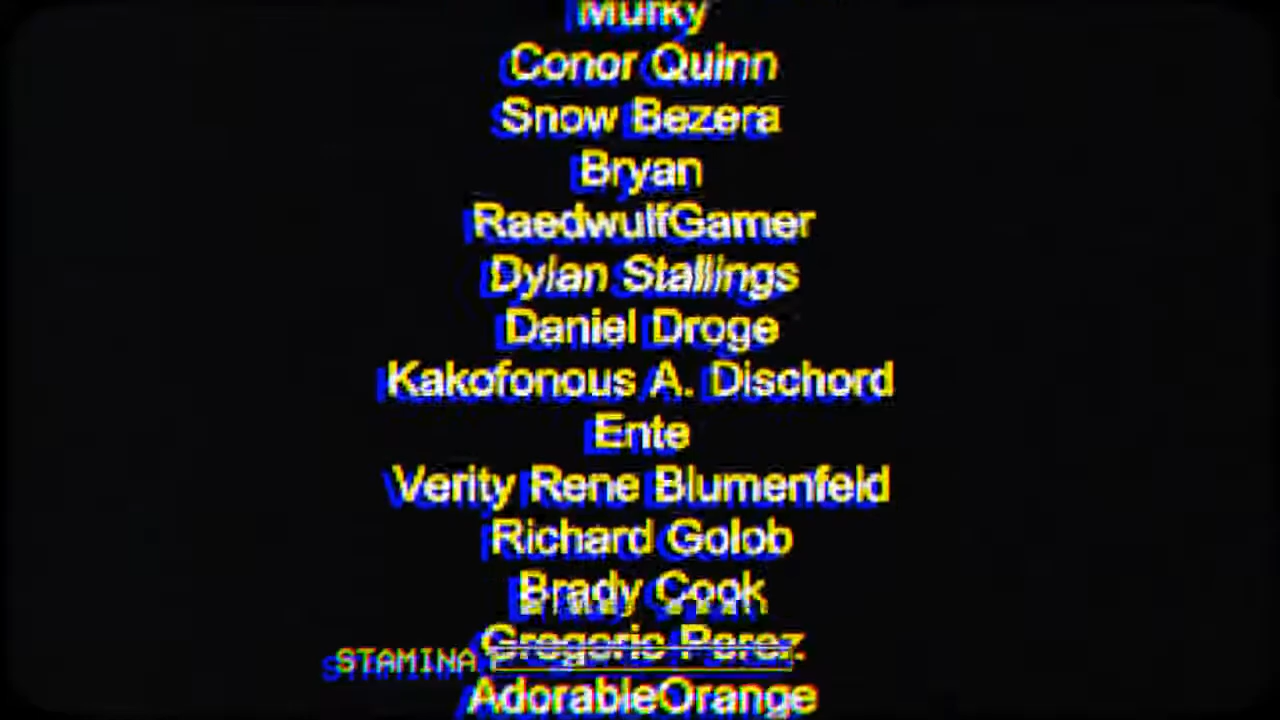 Murky
Conor Quinn
Snow Bezera
Bryan
RaedwulfGamer
Dylan Stallings
Daniel Droge
Kakofonous A. Dischord
Ente
Verity Rene Blumenfeld
Richard Golob
Brady Cook
Gregorio Perez
STAMINA
AdorableOrange